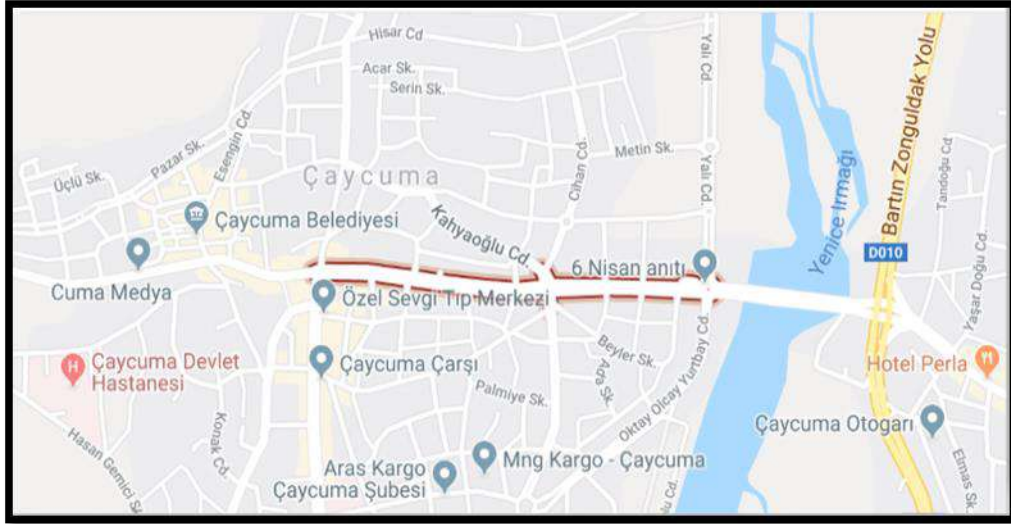 Hisar Cd
Acar Sk.
Serin Sk.
Yalı Cd.
Bartın Zonguldak Yolu
Esengin Cd.
Pazar Sk.
Üçlü Sk.
Metin Sk.
Cihan Cd.
Yalı Cd.
Tandoğu Cd
Çaycuma
Kahyaoğlu Cd.
Çaycuma Belediyesi
Yenice Irmağı
D010
6 Nisan anıtı
Cuma Medya
Özel Sevgi Tıp Merkezi
Yaşar Doğu Cd.
H
Çaycuma Devlet
Hastanesi
Çaycuma Çarşı
Beyler Sk.
Ada Sk.
Hotel Perla
Palmiye Sk.
Oktay Olcay Yurtbay Cd.
Çaycuma Otogarı
Konak Cd.
Hasan Gemici
Aras Kargo
Çaycuma Şubesi
Mng Kargo - Çaycuma
Elmas Sk.